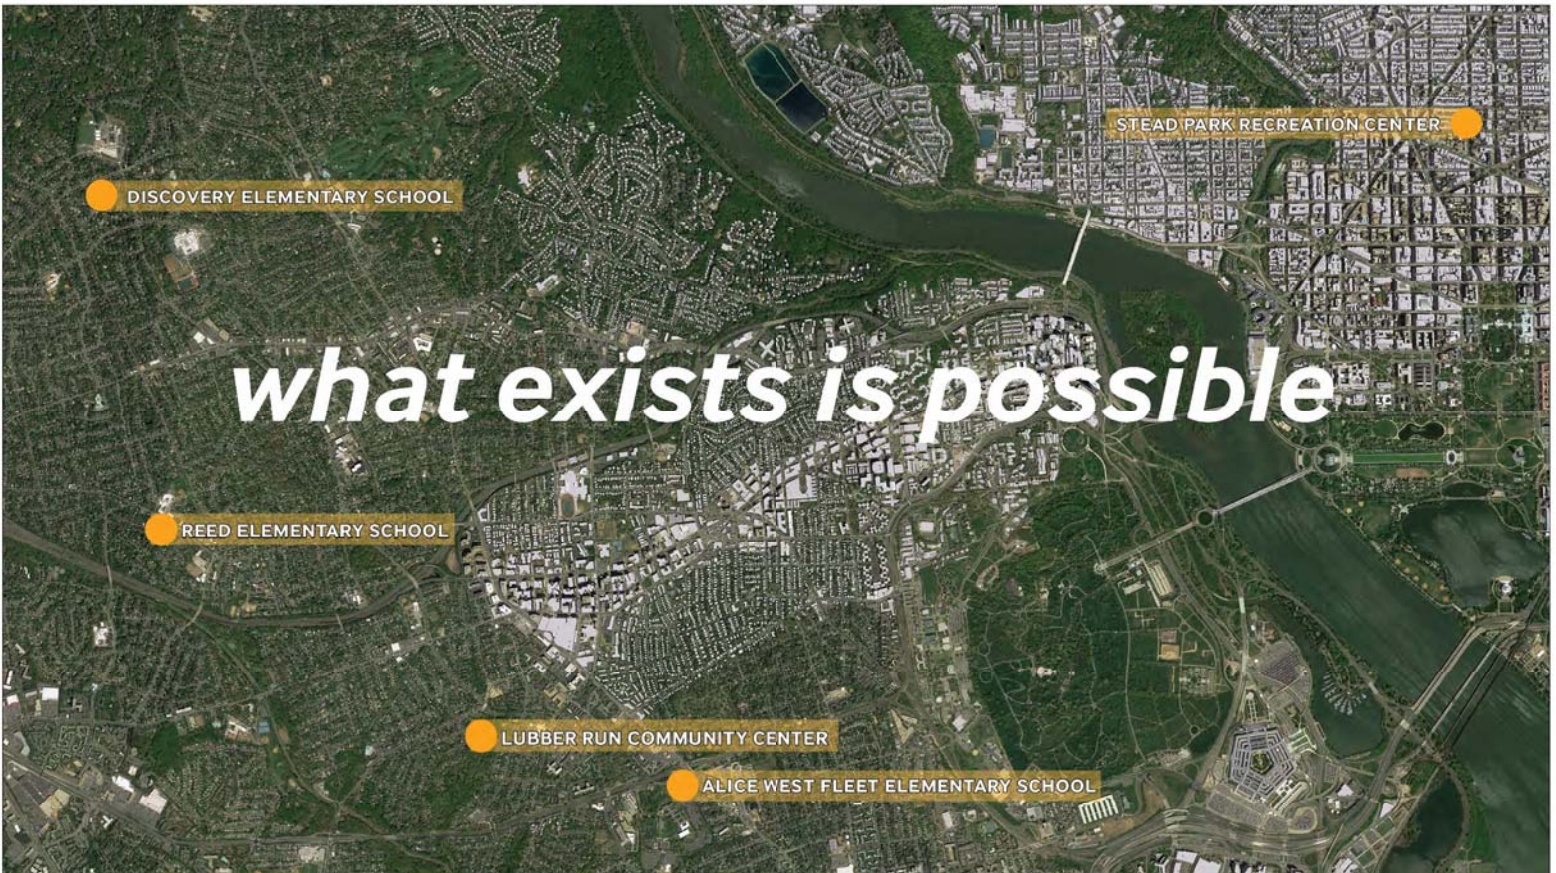 STEAD PARK RECREATION CENTER
DISCOVERY ELEMENTARY SCHOOL
what exists is possible
REED ELEMENTARY SCHOOL
LUBBER RUN COMMUNITY CENTER
ALICE WEST FLEET ELEMENTARY SCHOOL